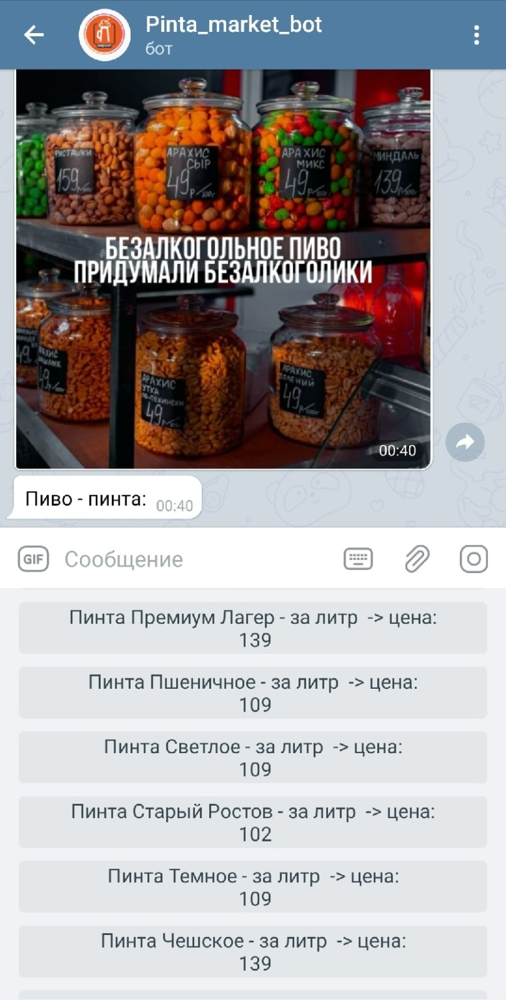 Pinta_market_bot
бот
маркет
ФИСТАШКИ
159 Р/100г
АРАХИС
СЫР
49 Р/100г
АРАХИС
МИКС
49 Р/100г
МИНДАЛЬ
139 Р/100г
БЕЗАЛКОГОЛЬНОЕ ПИВО
ПРИДУМАЛИ БЕЗАЛКОГОЛИКИ
49
АРАХИС
ШАШЛЫК
49 Р/100г
АРАХИС
УТКА
ПО-ПЕКИНСКИ
49 Р/100г
АРАХИС
СОЛЕНЫЙ
49 Р/100г
00:40
Пиво - пинта: 00:40
GIF Сообщение
Пинта Премиум Лагер - за литр -> цена:
139
Пинта Пшеничное - за литр -> цена:
109
Пинта Светлое - за литр -> цена:
109
Пинта Старый Ростов - за литр -> цена:
102
Пинта Темное - за литр -> цена:
109
Пинта Чешское - за литр -> цена:
139